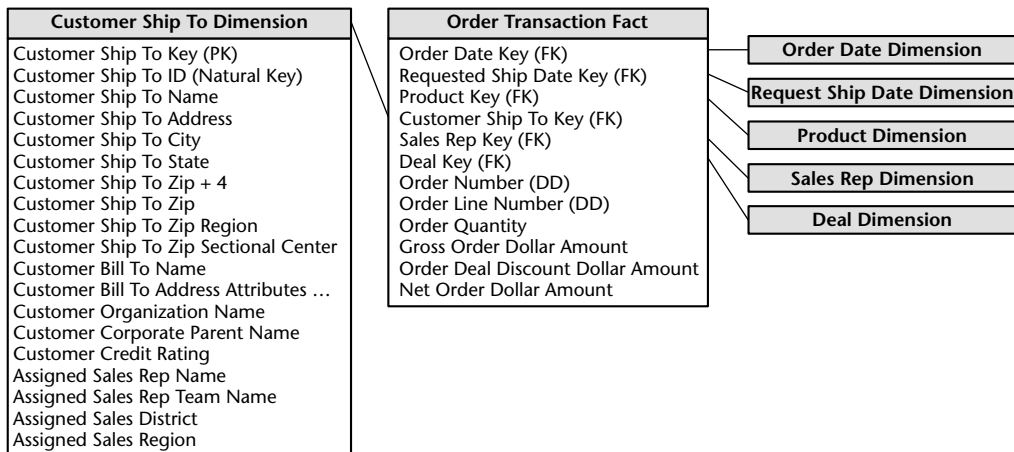 Customer Ship To Dimension
Customer Ship To Key (PK)
Customer Ship To ID (Natural Key)
Customer Ship To Name
Customer Ship To Address
Customer Ship To City
Customer Ship To State
Customer Ship To Zip + 4
Customer Ship To Zip
Customer Ship To Zip Region
Customer Ship To Zip Sectional Center
Customer Bill To Name
Customer Bill To Address Attributes …
Customer Organization Name
Customer Corporate Parent Name
Customer Credit Rating
Assigned Sales Rep Name
Assigned Sales Rep Team Name
Assigned Sales District
Assigned Sales Region
Order Transaction Fact
Order Date Key (FK)
Requested Ship Date Key (FK)
Product Key (FK)
Customer Ship To Key (FK)
Sales Rep Key (FK)
Deal Key (FK)
Order Number (DD)
Order Line Number (DD)
Order Quantity
Gross Order Dollar Amount
Order Deal Discount Dollar Amount
Net Order Dollar Amount
Order Date Dimension
Request Ship Date Dimension
Product Dimension
Sales Rep Dimension
Deal Dimension